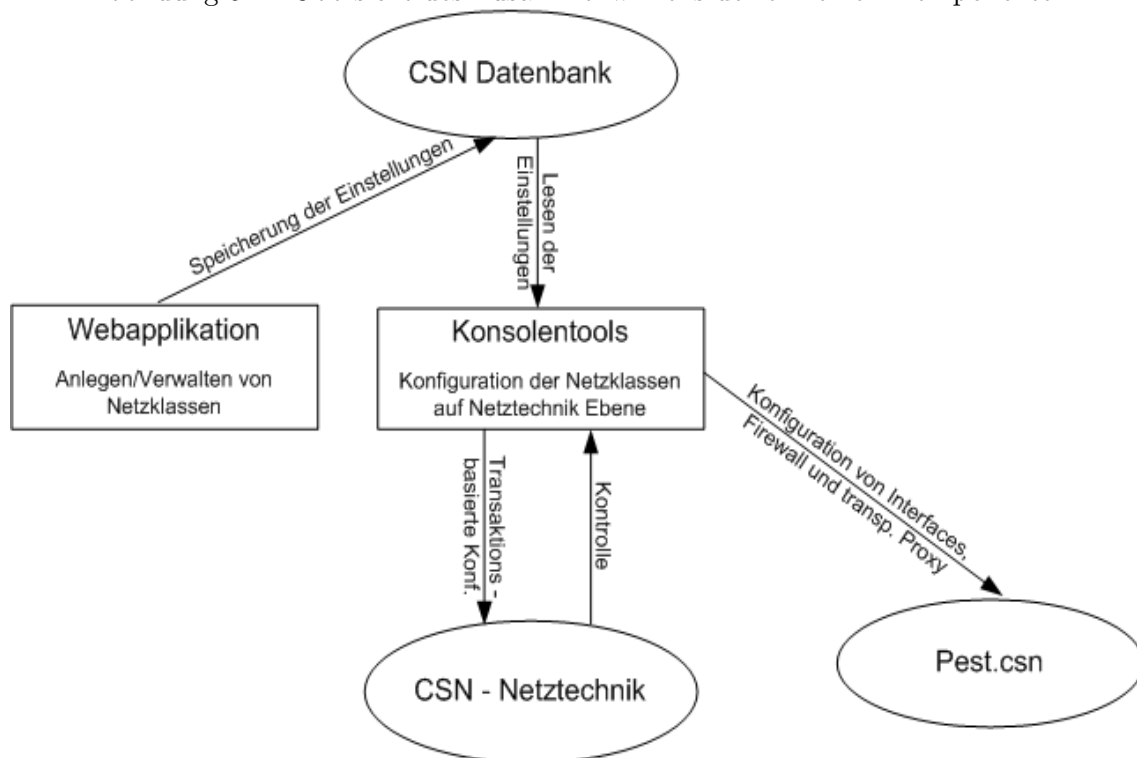 CSN Datenbank
Speicherung der Einstellungen
Lesen der
Einstellungen
Webapplikation
Anlegen/Verwalten von
Netzklassen
Konsolentools
Konfiguration der Netzklassen
auf Netztechnik Ebene
Transaktions -
basierte Konf.
Kontrolle
Konfiguration von Interfaces,
Firewall und transp. Proxy
CSN - Netztechnik
Pest.csn